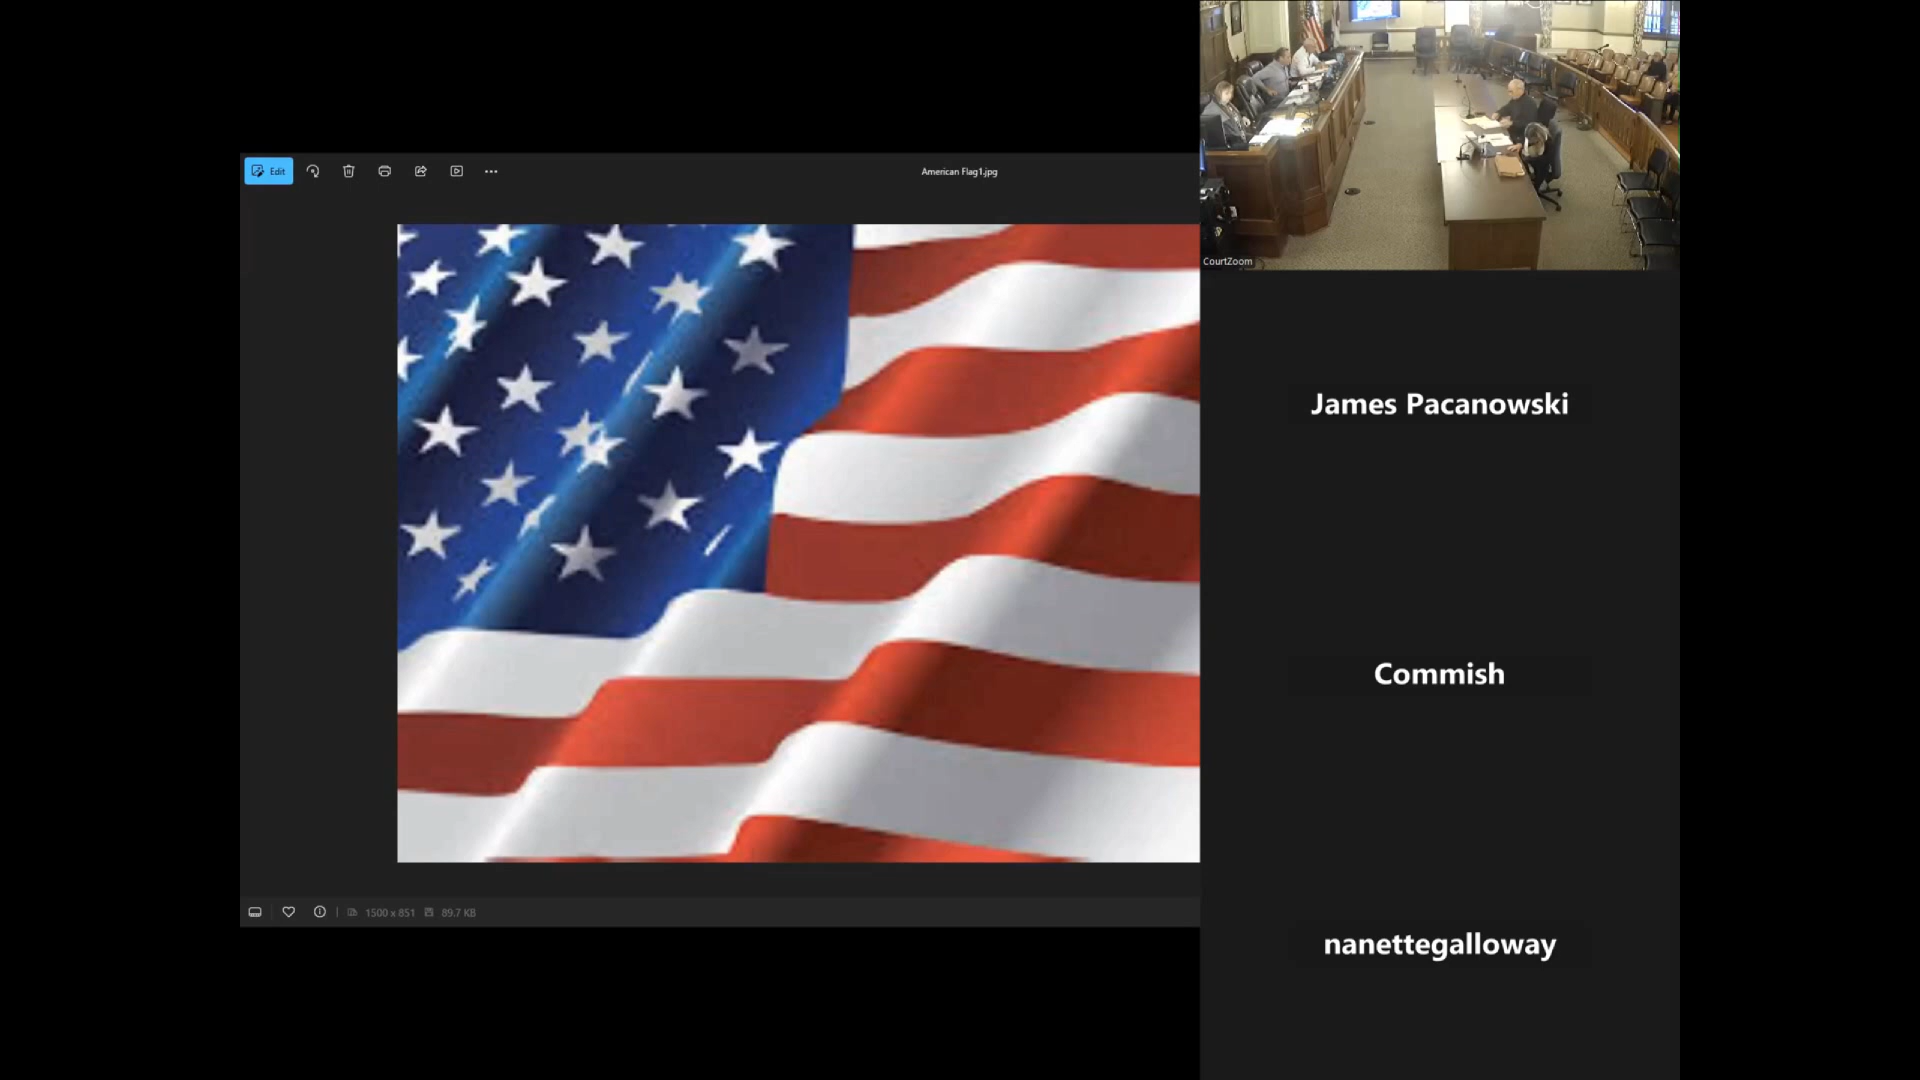 Edit
American Flag1.jpg
CourtZoom
James Pacanowski
Commish
nanettegalloway
1500 x 851
89.7 KB